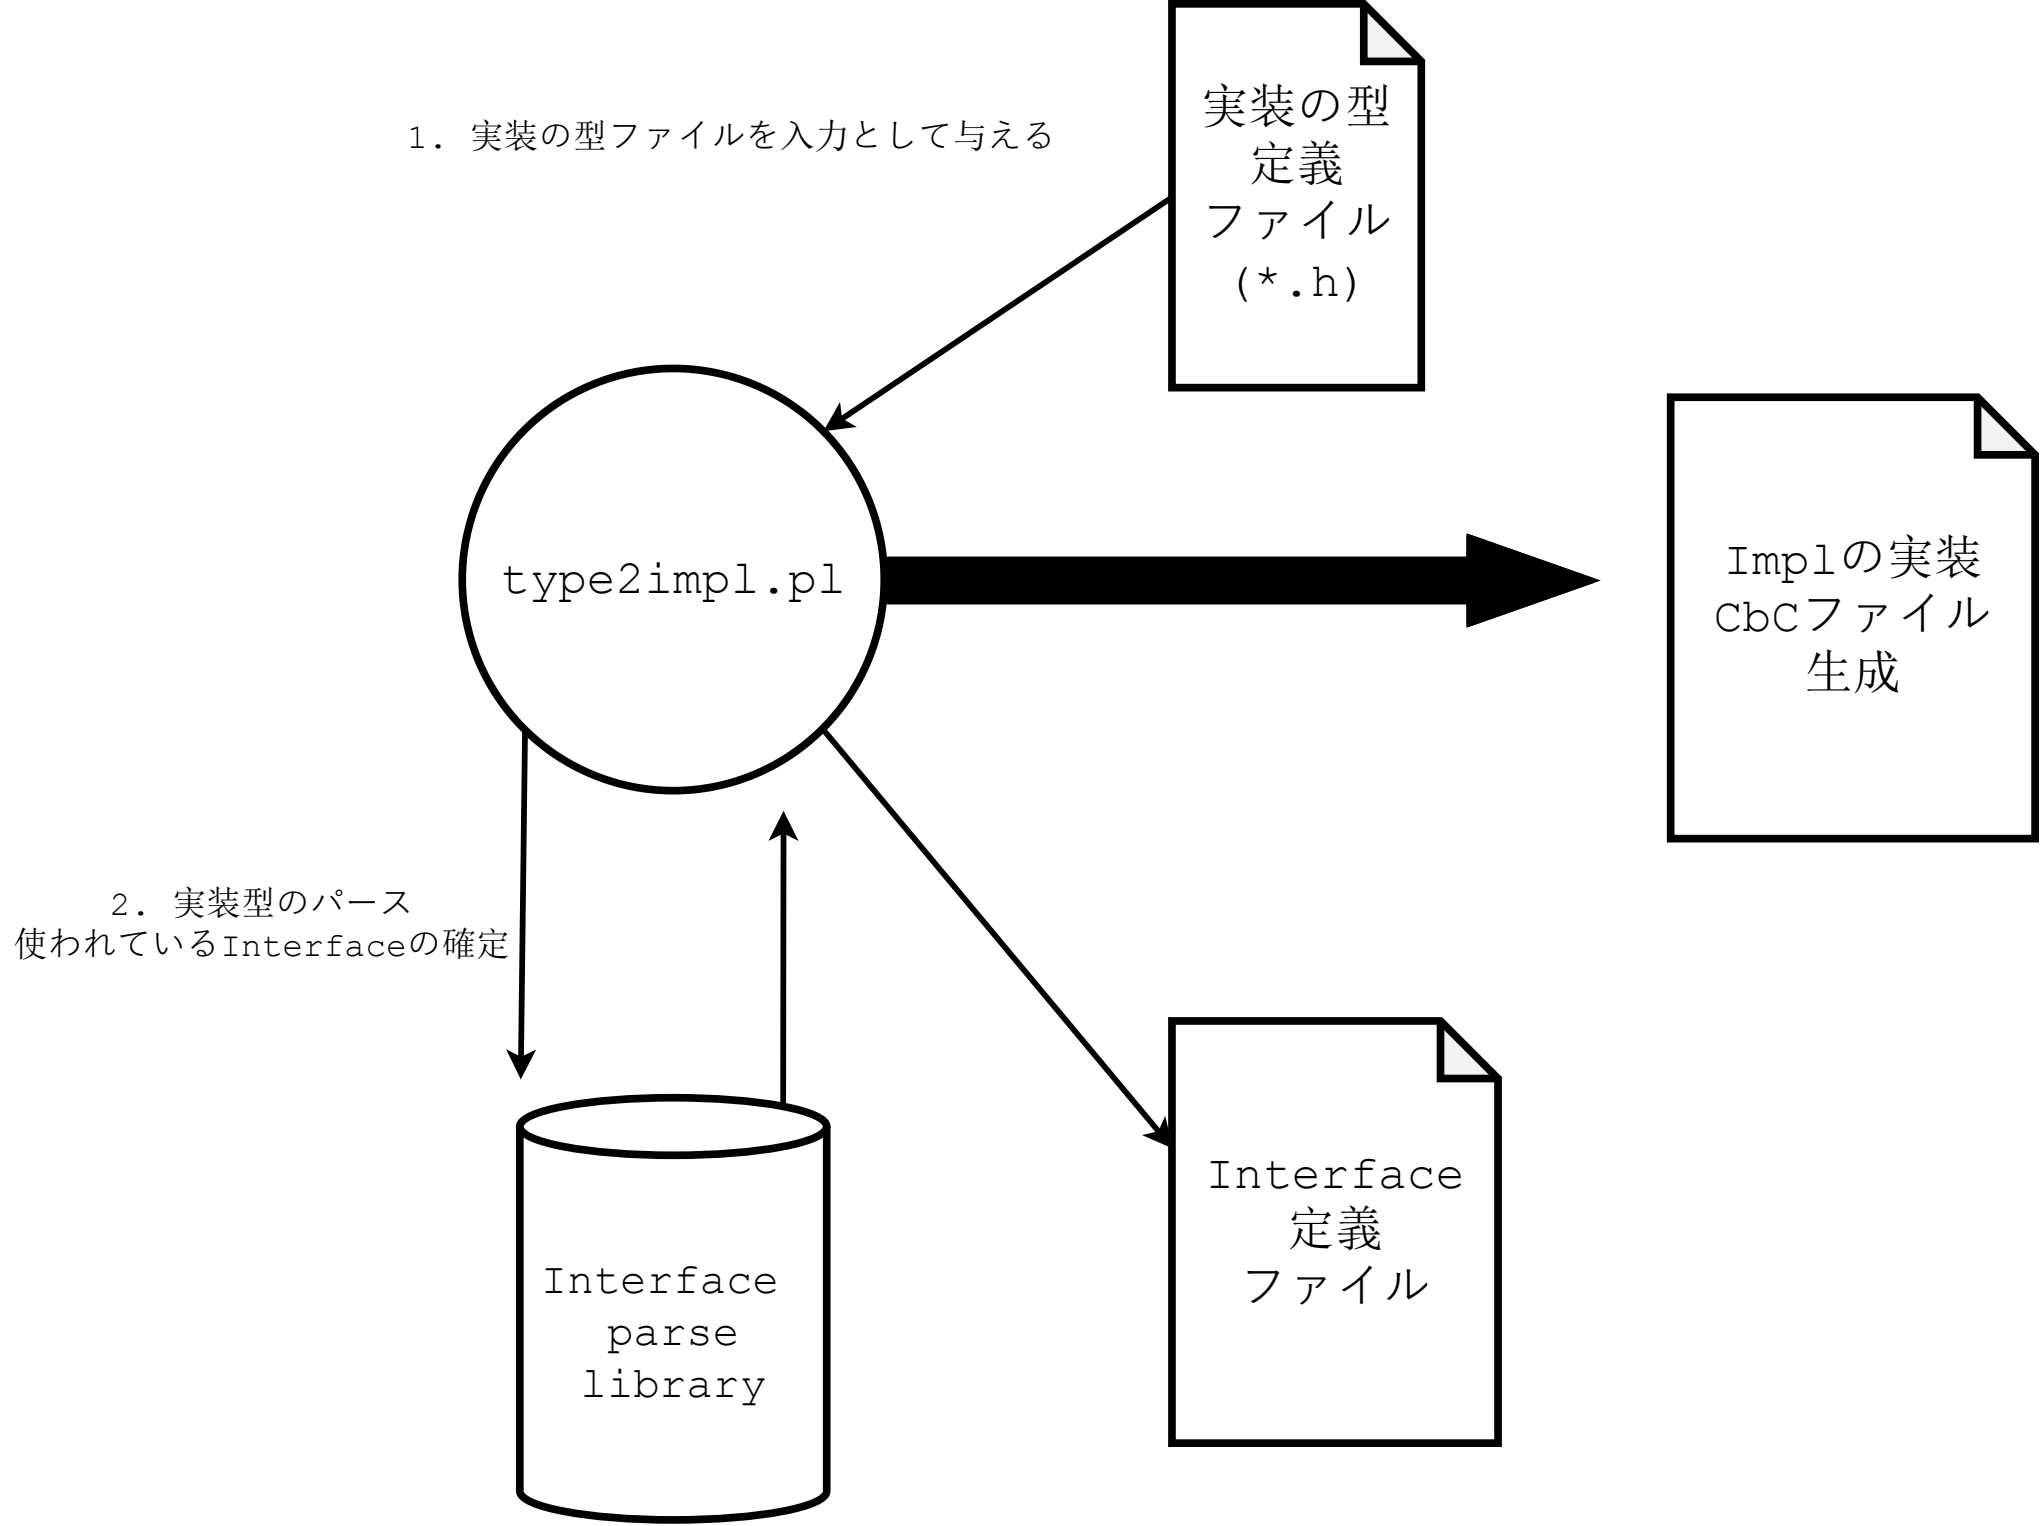 実装の型
定義
ファイル
(*.h)
1. 実装の型ファイルを入力として与える
type2impl.pl
Implの実装
CbCファイル
生成
2. 実装型のパース
使われているInterfaceの確定
Interface
定義
ファイル
Interface
parse
library